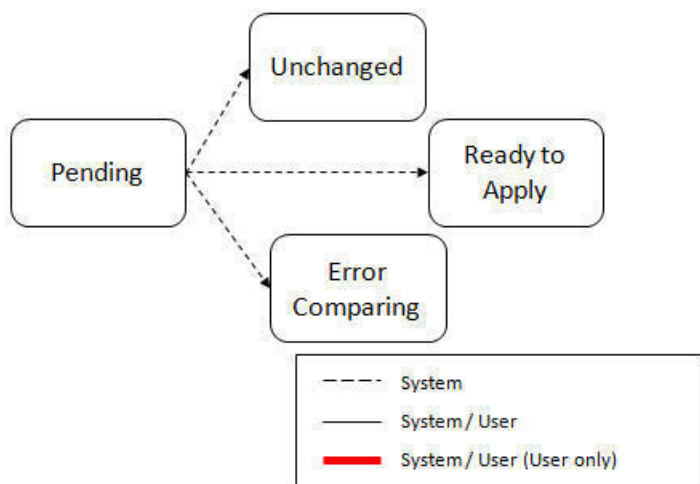 Unchanged
Pending
Ready to
Apply
Error
Comparing
System
System / User
System / User (User only)